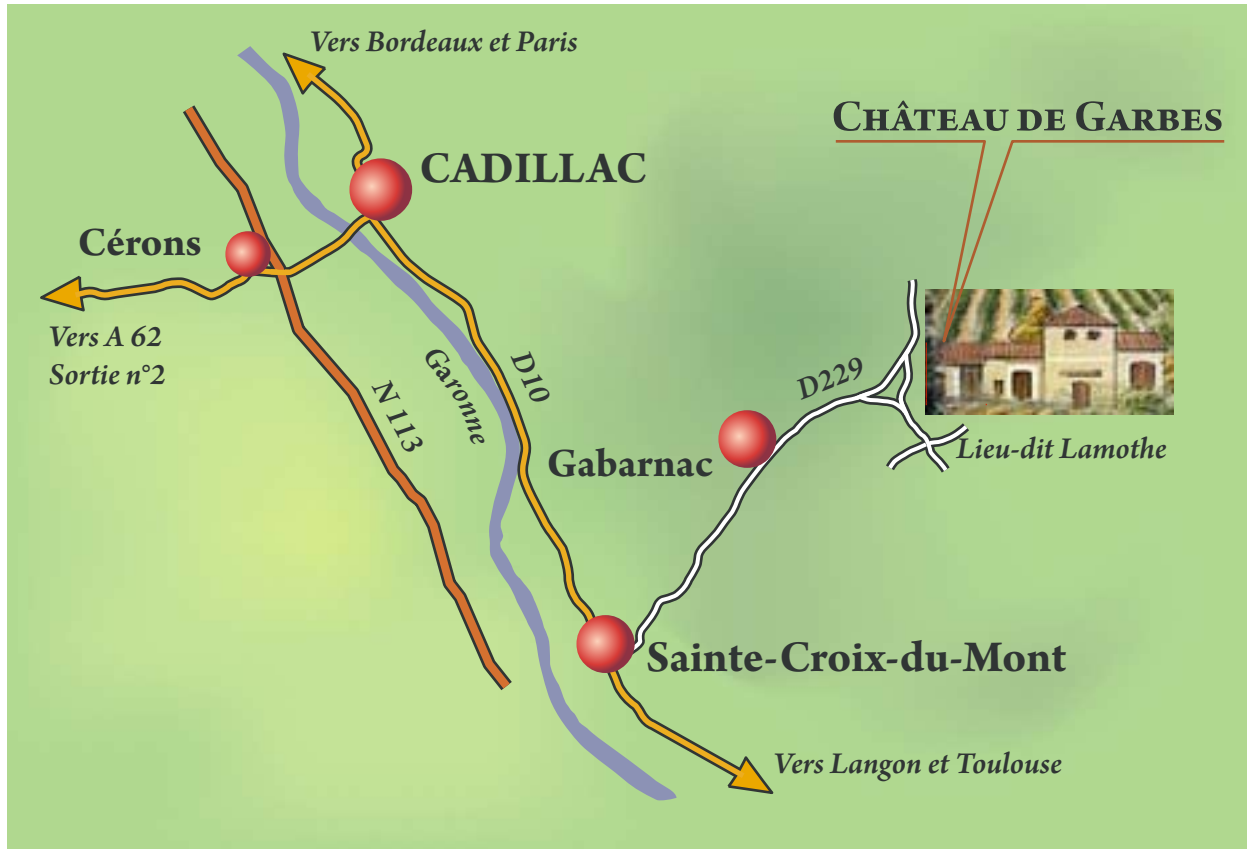 Vers Bordeaux et Paris
CHÂTEAU DE GARBES
CADILLAC
Cérons
Vers A 62
Sortie n°2
Garonne
D10
N 113
D229
Gabarnac
Lieu-dit Lamothe
Sainte-Croix-du-Mont
Vers Langon et Toulouse